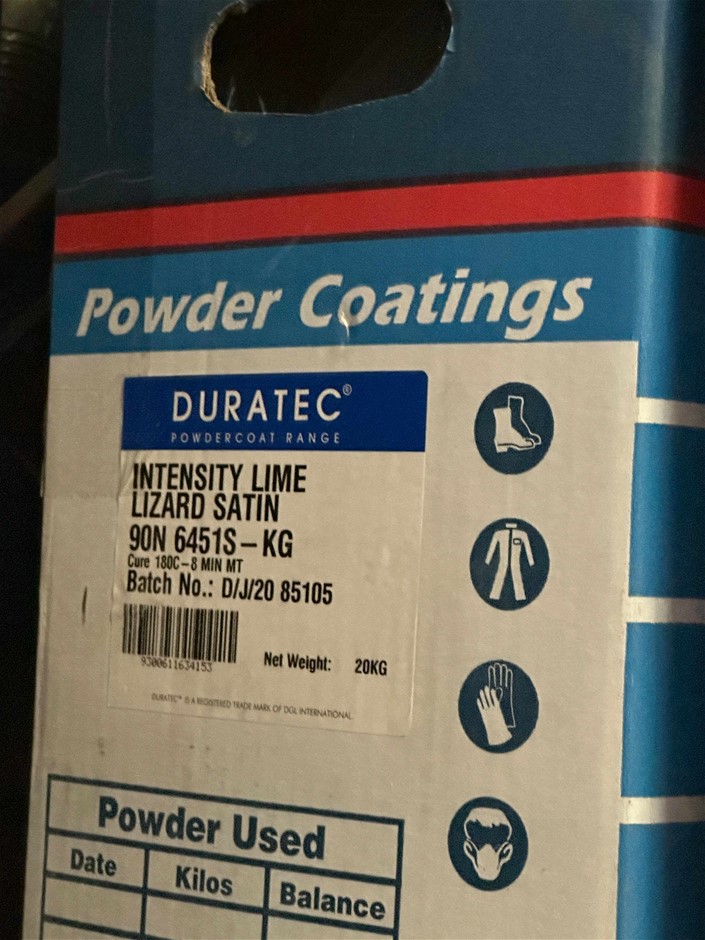 Powder Coatings
DURATEC®
POWDERCOAT RANGE
INTENSITY LIME
LIZARD SATIN
90N 6451S-KG
Cure 180C-8 MIN MT
Batch No.: D/J/20 85105
9300611634153
Net Weight: 20KG
DURATEC™ IS A REGISTERED TRADE MARK OF DGL INTERNATIONAL
Powder Used
Date Kilos Balance